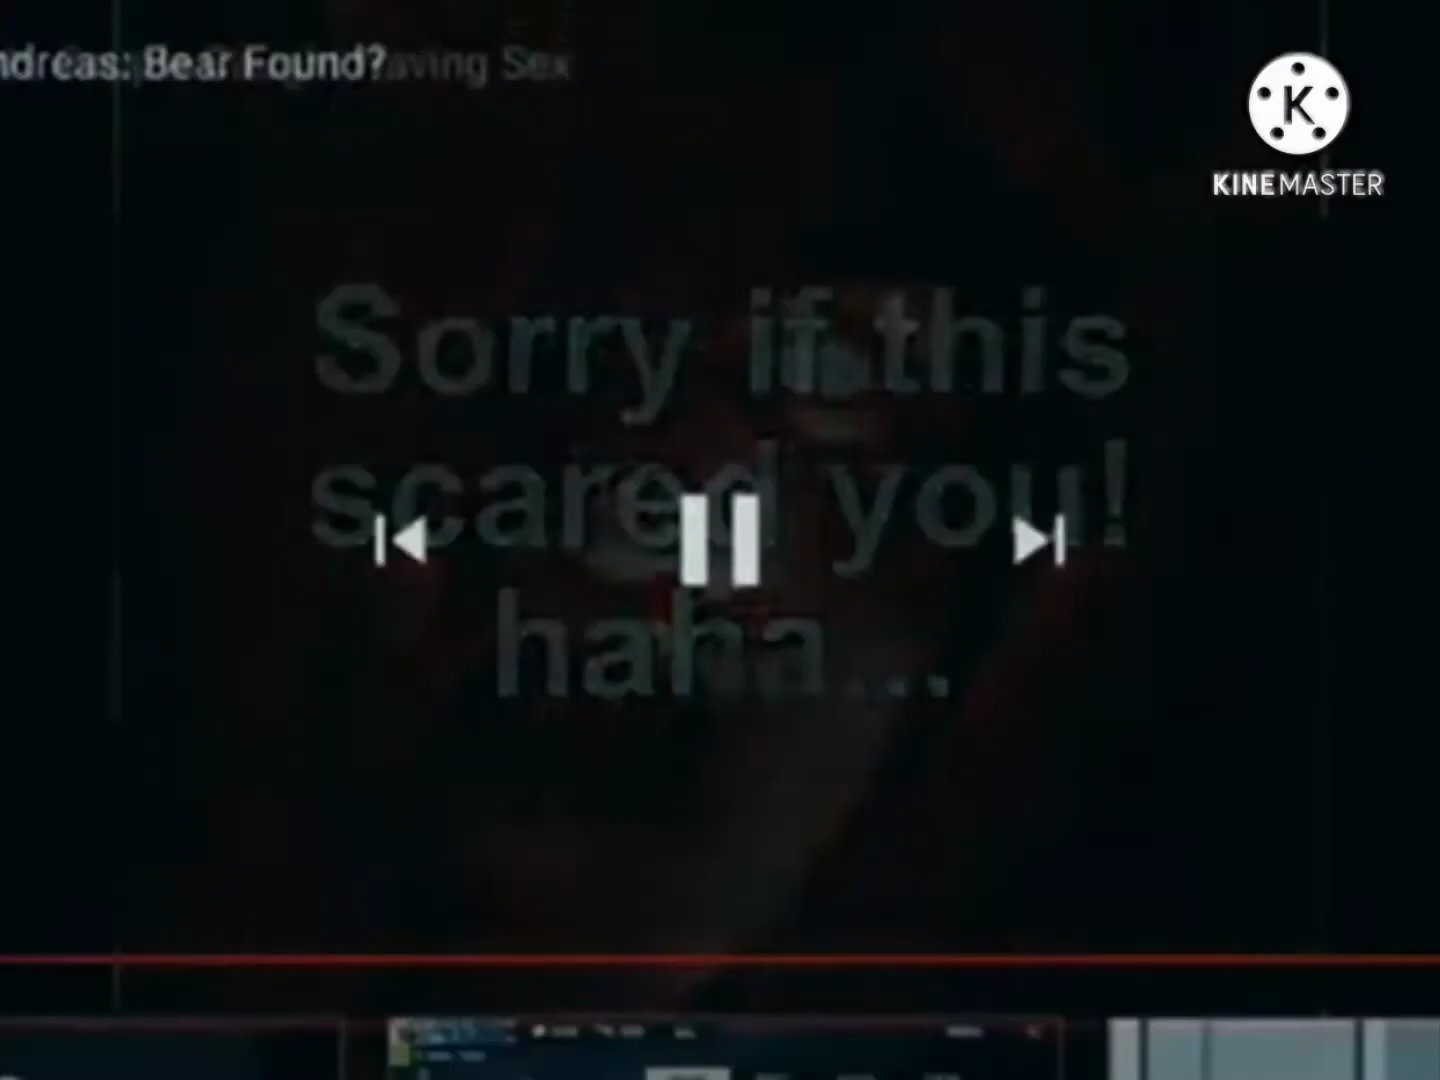 ndreas: Bear Found?aving Sex
K
KINEMASTER
Sorry if this
scared you!
haha...